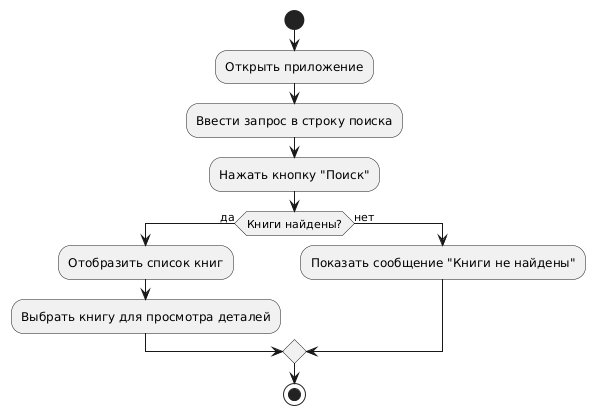 Открыть приложение
Ввести запрос в строку поиска
Нажать кнопку "Поиск"
да
Книги найдены?
нет
Отобразить список книг
Показать сообщение "Книги не найдены"
Выбрать книгу для просмотра деталей